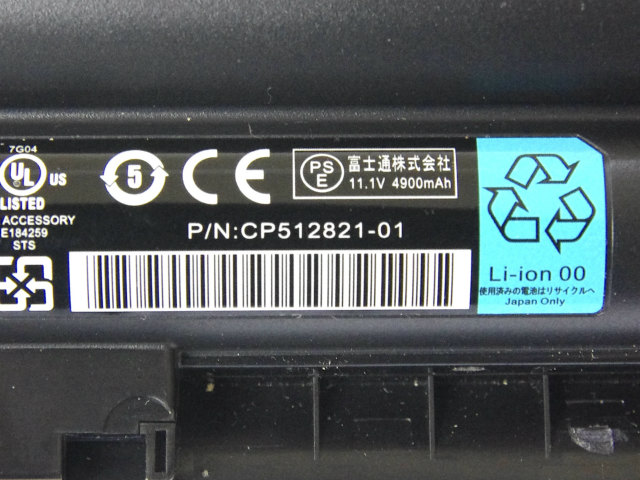 7G04
UL US
LISTED
ACCESSORY
E184259
STS
5
CE
PS
E
富士通株式会社
11.1V 4900mAh
P/N:CP512821-01
Li-ion 00
使用済みの電池はリサイクルへ
Japan Only